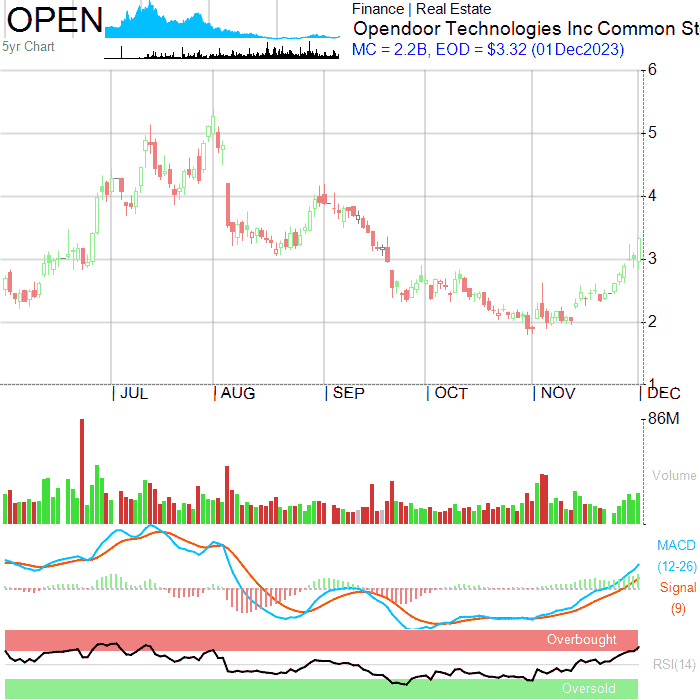 OPEN
5yr Chart
Finance | Real Estate
Opendoor Technologies Inc Common St
MC = 2.2B, EOD = $3.32 (01Dec2023)
6
5
4
3
2
1
| JUL | AUG | SEP | OCT | NOV | DEC
86M
Volume
MACD
(12-26)
Signal
(9)
Overbought
RSI(14)
Oversold